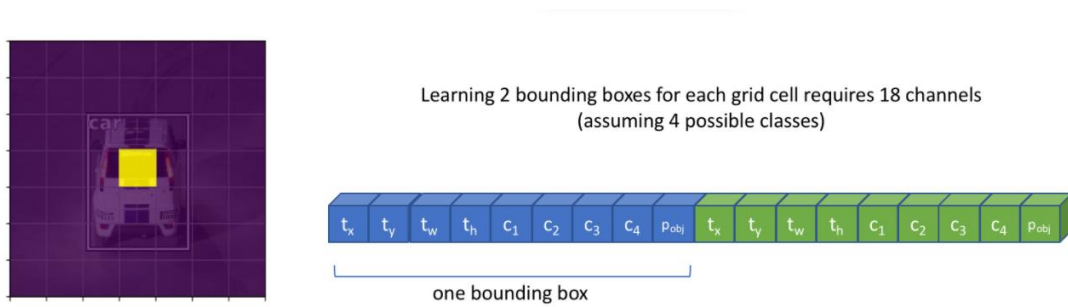 car
Learning 2 bounding boxes for each grid cell requires 18 channels
(assuming 4 possible classes)
tx ty tw th c1 c2 c3 c4 pobj tx ty tw th c1 c2 c3 c4 pobj
one bounding box